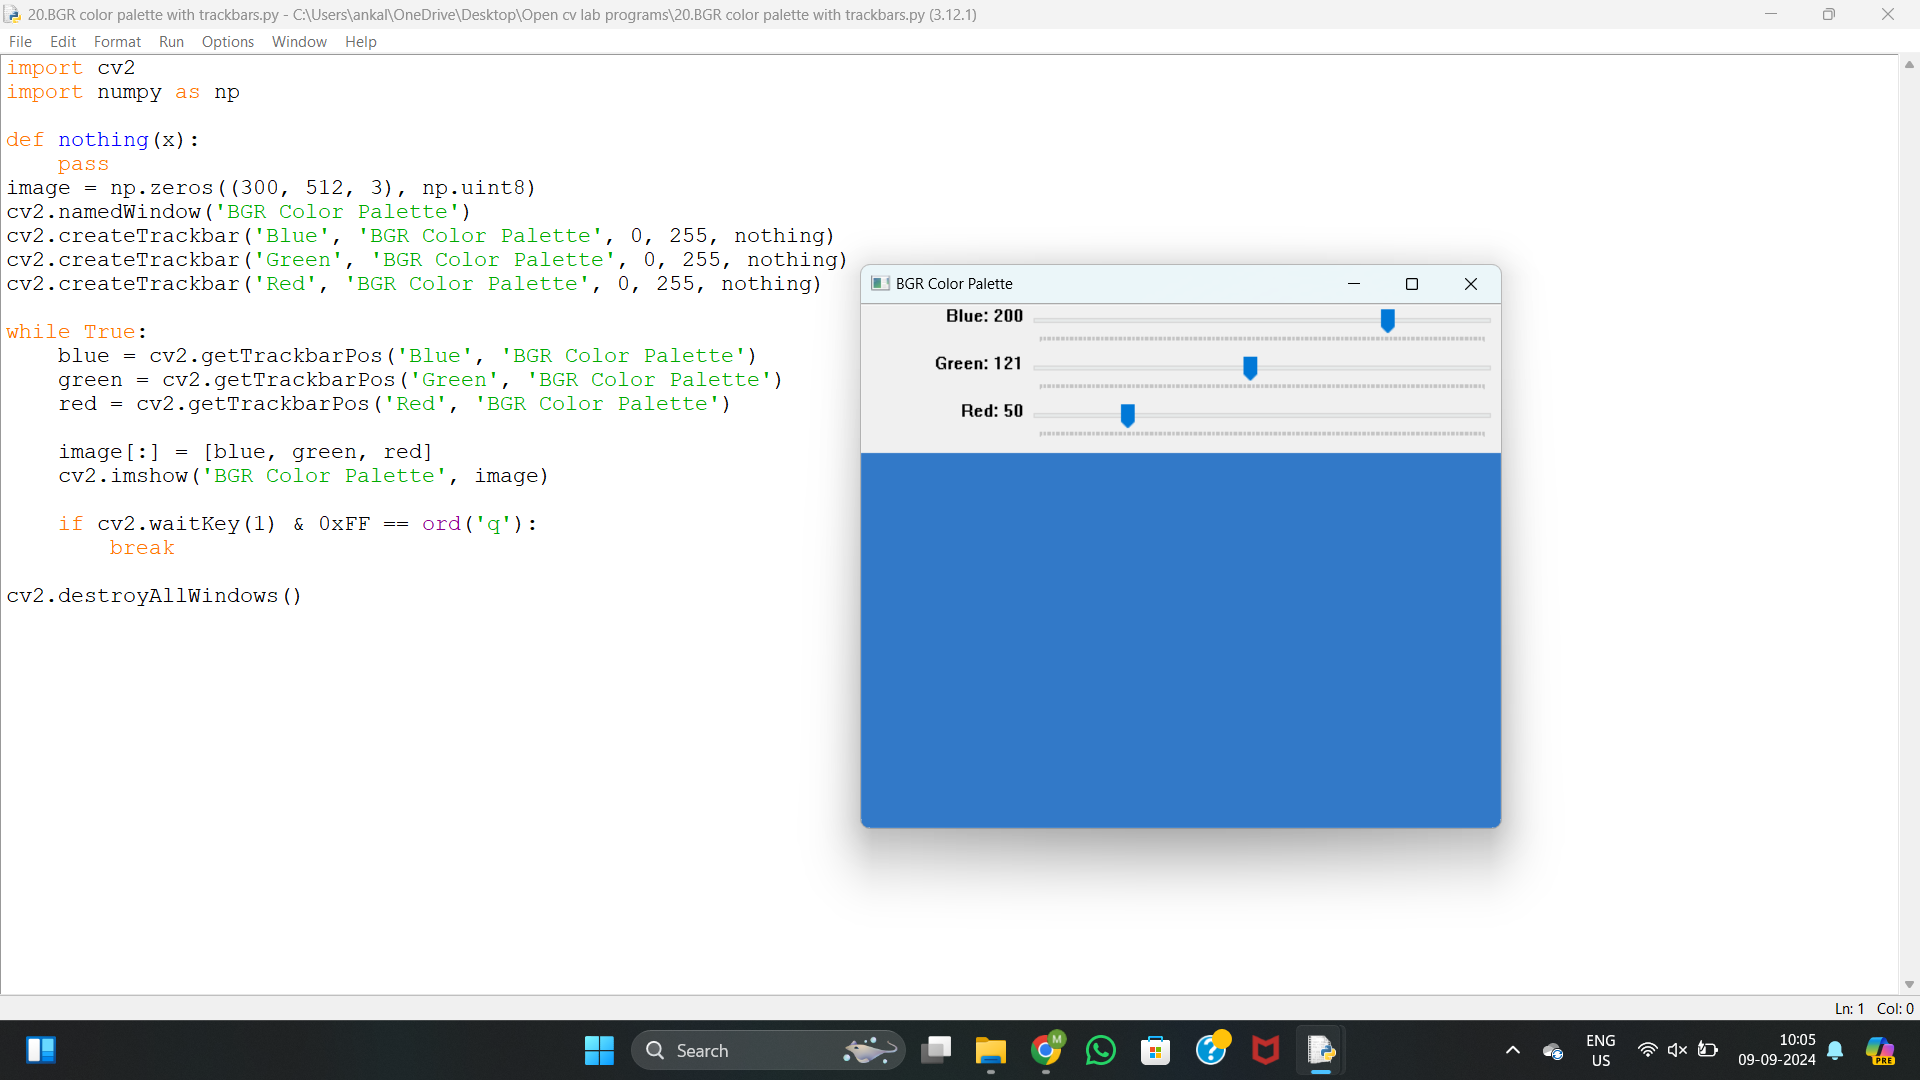 20.BGR color palette with trackbars.py - C:\Users\ankal\OneDrive\Desktop\Open cv lab programs\20.BGR color palette with trackbars.py (3.12.1)
File Edit Format Run Options Window Help
import cv2
import numpy as np
def nothing(x):
    pass
image = np.zeros((300, 512, 3), np.uint8)
cv2.namedWindow('BGR Color Palette')
cv2.createTrackbar('Blue', 'BGR Color Palette', 0, 255, nothing)
cv2.createTrackbar('Green', 'BGR Color Palette', 0, 255, nothing)
cv2.createTrackbar('Red', 'BGR Color Palette', 0, 255, nothing)
while True:
    blue = cv2.getTrackbarPos('Blue', 'BGR Color Palette')
    green = cv2.getTrackbarPos('Green', 'BGR Color Palette')
    red = cv2.getTrackbarPos('Red', 'BGR Color Palette')
    image[:] = [blue, green, red]
    cv2.imshow('BGR Color Palette', image)
    if cv2.waitKey(1) & 0xFF == ord('q'):
        break
cv2.destroyAllWindows()
BGR Color Palette
Blue: 200
Green: 121
Red: 50
Ln: 1 Col: 0
Search
M
ENG
US
10:05
09-09-2024
PRE